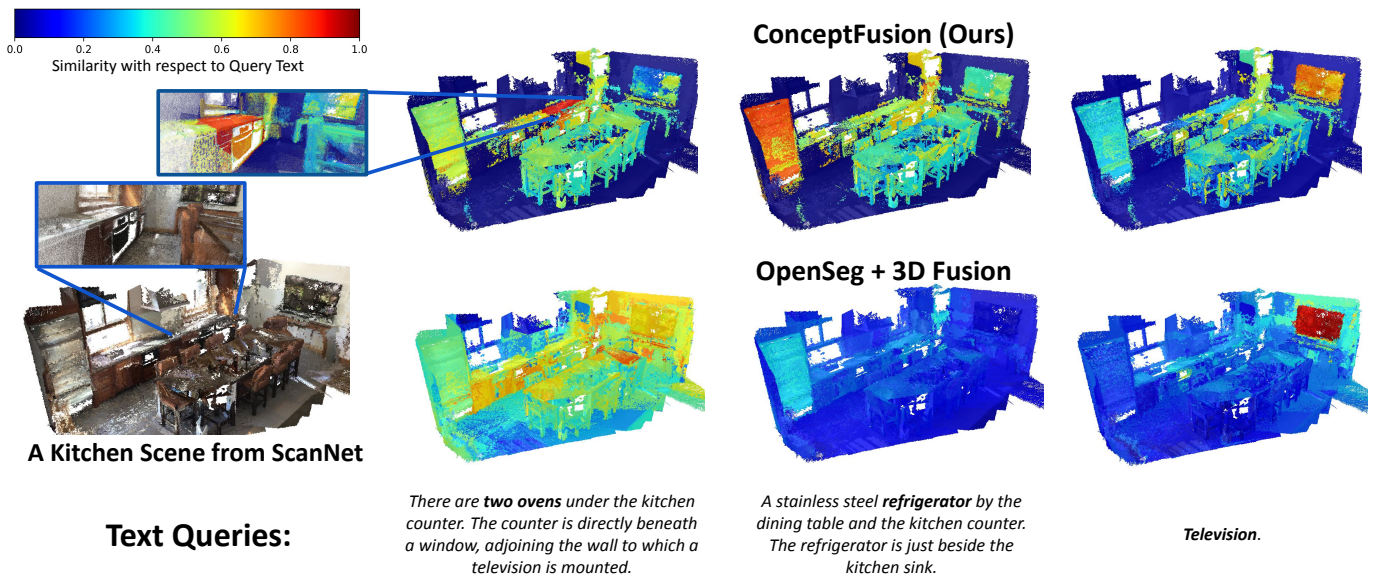 0.0 0.2 0.4 0.6 0.8 1.0
Similarity with respect to Query Text
ConceptFusion (Ours)
OpenSeg + 3D Fusion
A Kitchen Scene from ScanNet
Text Queries:
There are two ovens under the kitchen
counter. The counter is directly beneath
a window, adjoining the wall to which a
television is mounted.
A stainless steel refrigerator by the
dining table and the kitchen counter.
The refrigerator is just beside the
kitchen sink.
Television.